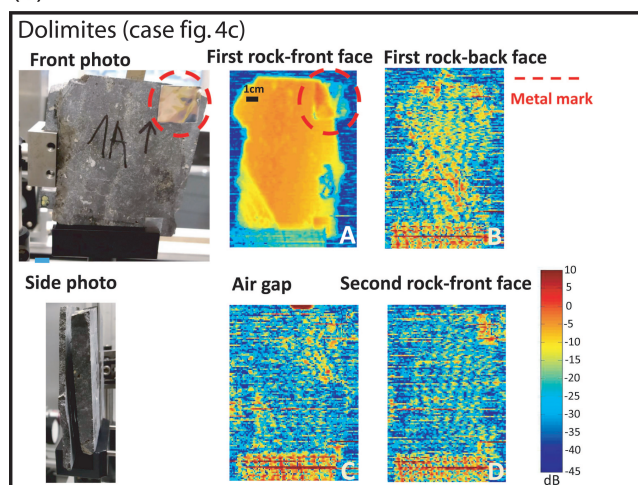 Dolimites (case fig. 4c)
Front photo
First rock-front face
First rock-back face
1cm
Metal mark
1A ↑
A
B
Side photo
Air gap
Second rock-front face
10
5
0
-5
-10
-15
-20
-25
-30
-35
-40
-45
dB
C
D